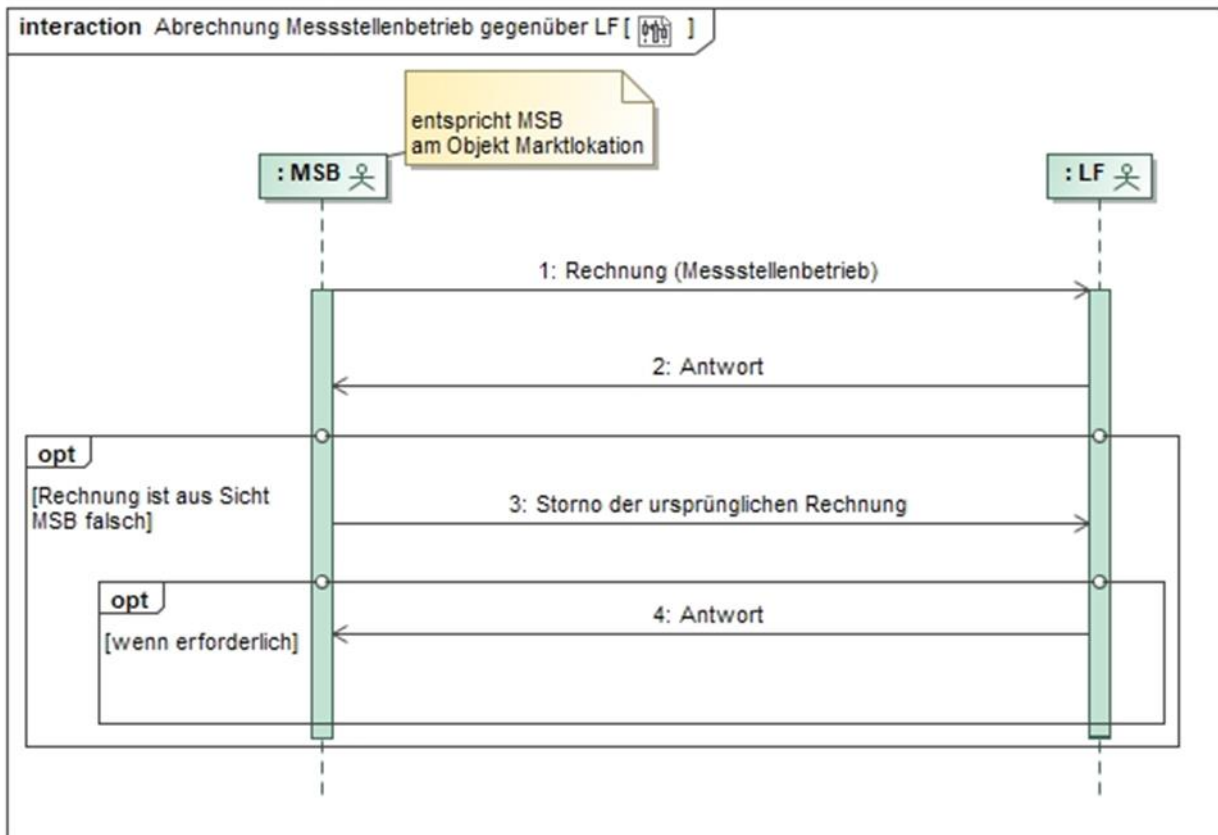 interaction Abrechnung Messstellenbetrieb gegenüber LF [ ]
entspricht MSB
am Objekt Marktlokation
: MSB
: LF
1: Rechnung (Messstellenbetrieb)
2: Antwort
opt
[Rechnung ist aus Sicht
MSB falsch]
3: Storno der ursprünglichen Rechnung
opt
[wenn erforderlich]
4: Antwort